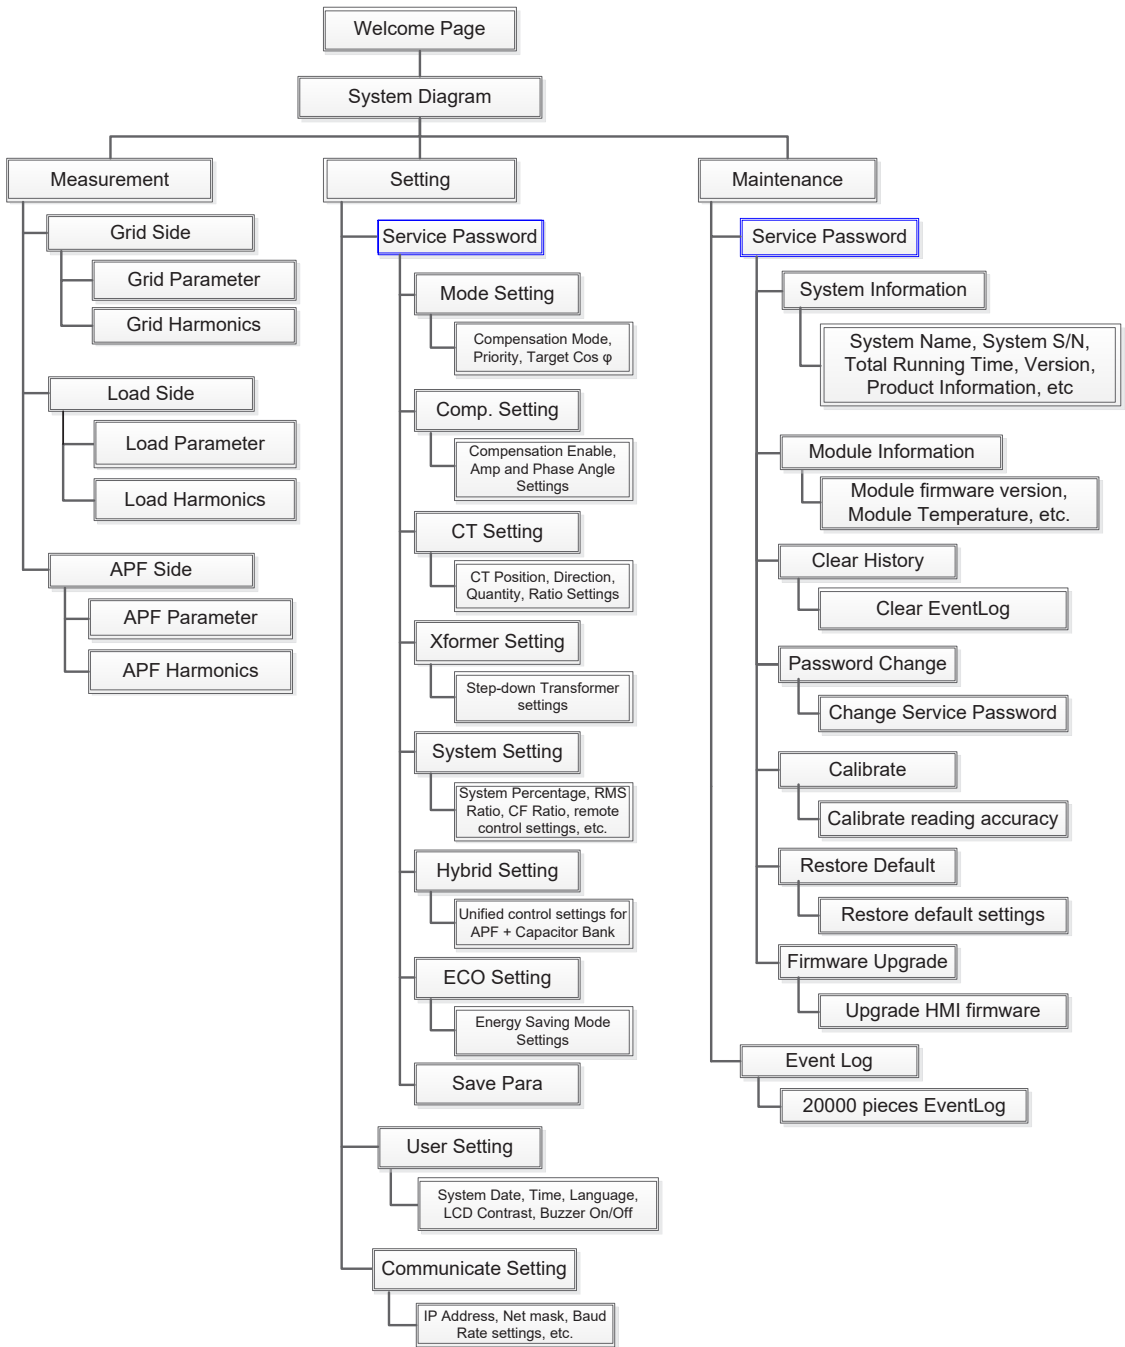 Welcome Page
System Diagram
Measurement
Grid Side
Grid Parameter
Grid Harmonics
Load Side
Load Parameter
Load Harmonics
APF Side
APF Parameter
APF Harmonics
Setting
Service Password
Mode Setting
Compensation Mode,
Priority, Target Cos φ
Comp. Setting
Compensation Enable,
Amp and Phase Angle
Settings
CT Setting
CT Position, Direction,
Quantity, Ratio Settings
Xformer Setting
Step-down Transformer
settings
System Setting
System Percentage, RMS
Ratio, CF Ratio, remote
control settings, etc.
Hybrid Setting
Unified control settings for
APF + Capacitor Bank
ECO Setting
Energy Saving Mode
Settings
Save Para
User Setting
System Date, Time, Language,
LCD Contrast, Buzzer On/Off
Communicate Setting
IP Address, Net mask, Baud
Rate settings, etc.
Maintenance
Service Password
System Information
System Name, System S/N,
Total Running Time, Version,
Product Information, etc
Module Information
Module firmware version,
Module Temperature, etc.
Clear History
Clear EventLog
Password Change
Change Service Password
Calibrate
Calibrate reading accuracy
Restore Default
Restore default settings
Firmware Upgrade
Upgrade HMI firmware
Event Log
20000 pieces EventLog